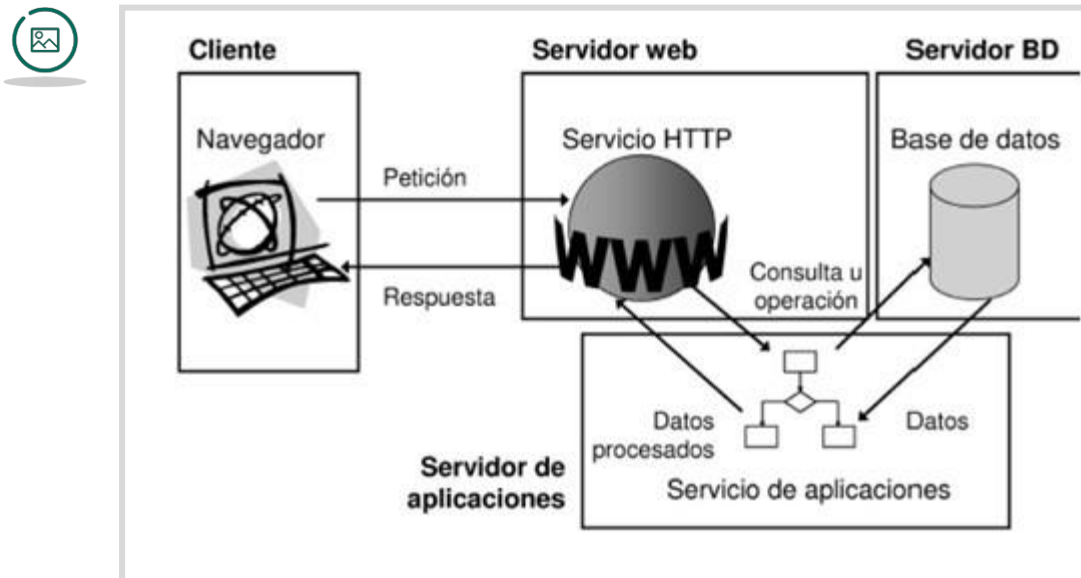 Cliente
Servidor web
Servidor BD
Navegador
Servicio HTTP
Base de datos
Petición
WWW
Respuesta
Consulta u
operación
Datos
procesados
Datos
Servidor de
aplicaciones
Servicio de aplicaciones